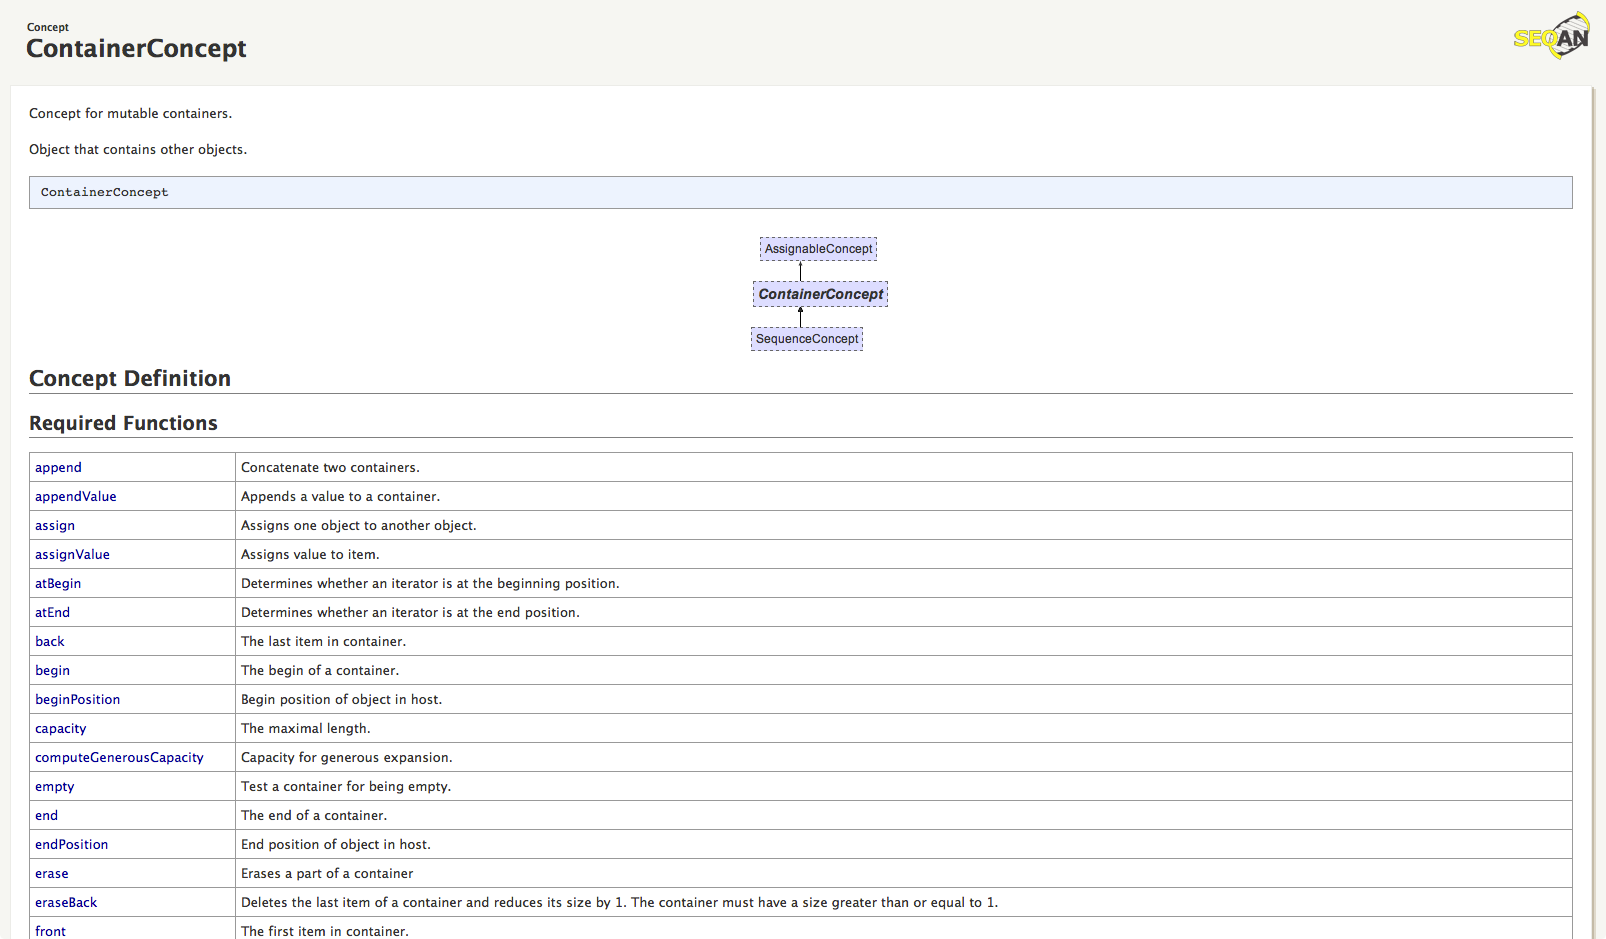 Concept
ContainerConcept
SEQAN
Concept for mutable containers.
Object that contains other objects.
ContainerConcept
AssignableConcept
ContainerConcept
SequenceConcept
Concept Definition
Required Functions
append Concatenate two containers.
appendValue Appends a value to a container.
assign Assigns one object to another object.
assignValue Assigns value to item.
atBegin Determines whether an iterator is at the beginning position.
atEnd Determines whether an iterator is at the end position.
back The last item in container.
begin The begin of a container.
beginPosition Begin position of object in host.
capacity The maximal length.
computeGenerousCapacity Capacity for generous expansion.
empty Test a container for being empty.
end The end of a container.
endPosition End position of object in host.
erase Erases a part of a container
eraseBack Deletes the last item of a container and reduces its size by 1. The container must have a size greater than or equal to 1.
front The first item in container.